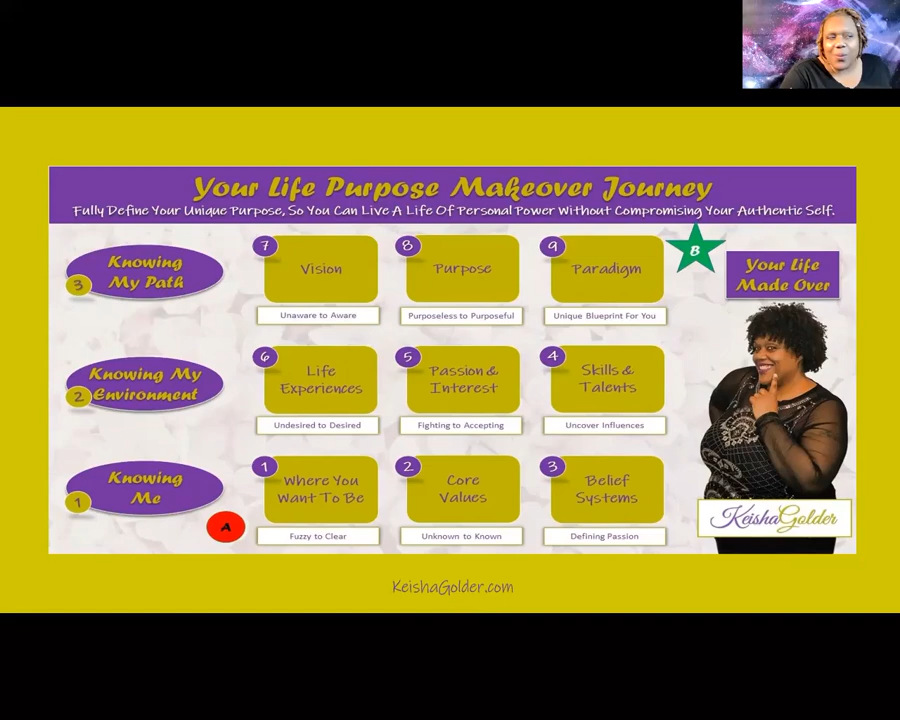 Your Life Purpose Makeover Journey
Fully Define Your Unique Purpose, So You Can Live A Life Of Personal Power Without Compromising Your Authentic Self.
Knowing
My Path
3
7
Vision
Unaware to Aware
8
Purpose
Purposeless to Purposeful
9
Paradigm
Unique Blueprint For You
B
Your Life
Made Over
Knowing My
Environment
2
6
Life
Experiences
Undesired to Desired
5
Passion &
Interest
Fighting to Accepting
4
Skills &
Talents
Uncover Influences
Knowing
Me
1
A
1
Where You
Want To Be
Fuzzy to Clear
2
Core
Values
Unknown to Known
3
Belief
Systems
Defining Passion
KeishaGolder
KeishaGolder.com